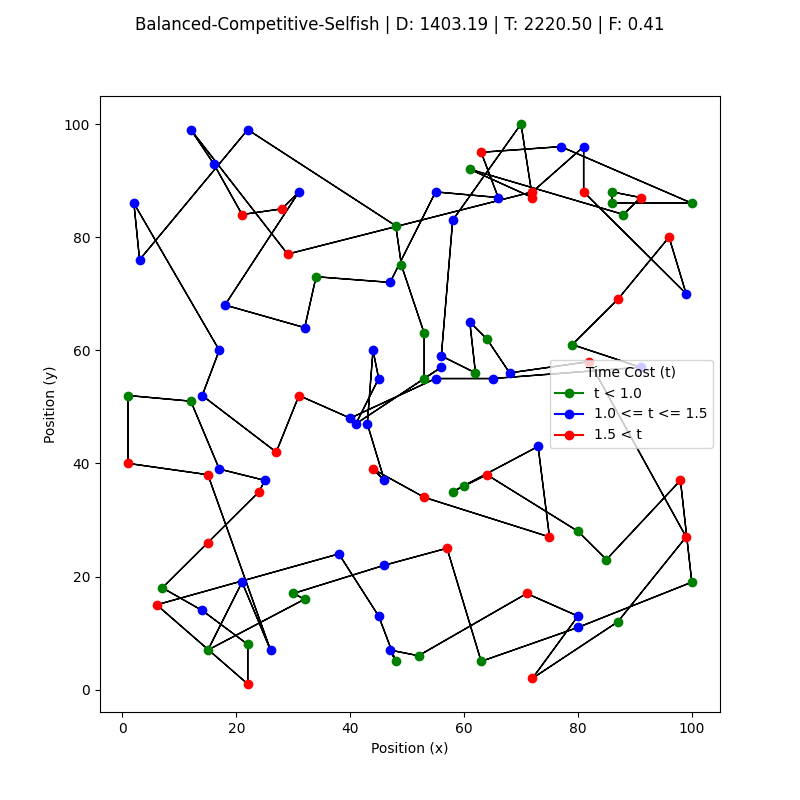 Balanced-Competitive-Selfish | D: 1403.19 | T: 2220.50 | F: 0.41
100
80
60
40
20
0
Position (y)
Time Cost (t)
t < 1.0
1.0 <= t <= 1.5
1.5 < t
0 20 40 60 80 100
Position (x)